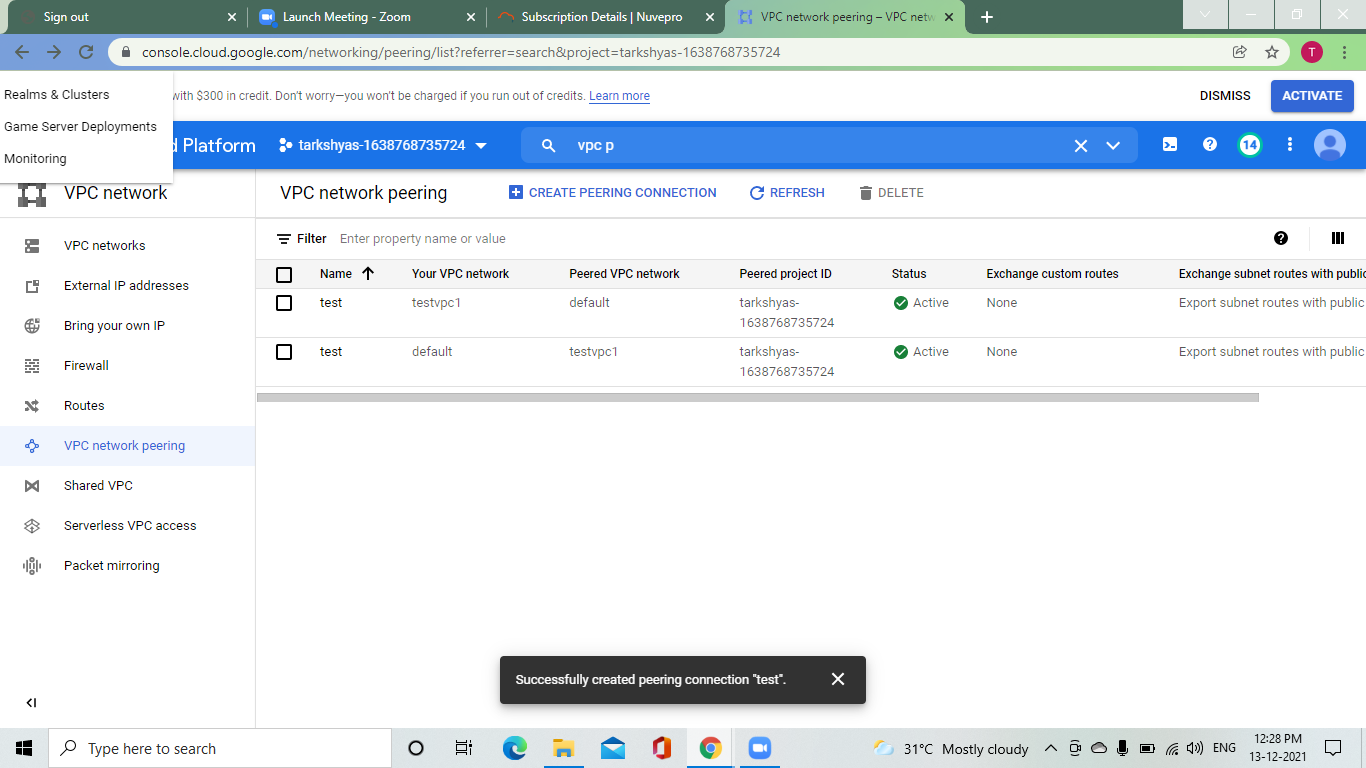 Sign out
Launch Meeting - Zoom
Subscription Details | Nuvepro
VPC network peering – VPC netw
console.cloud.google.com/networking/peering/list?referrer=search&project=tarkshyas-1638768735724
T
Realms & Clusters
Game Server Deployments
Monitoring
with $300 in credit. Don't worry—you won't be charged if you run out of credits. Learn more
DISMISS
ACTIVATE
d Platform
tarkshyas-1638768735724
vpc p
14
VPC network
VPC network peering
CREATE PEERING CONNECTION
REFRESH
DELETE
VPC networks
External IP addresses
Bring your own IP
Firewall
Routes
VPC network peering
Shared VPC
Serverless VPC access
Packet mirroring
Filter Enter property name or value
Name Your VPC network Peered VPC network Peered project ID Status Exchange custom routes Exchange subnet routes with public
test testvpc1 default tarkshyas- Active None Export subnet routes with public
1638768735724
test default testvpc1 tarkshyas- Active None Export subnet routes with public
1638768735724
Successfully created peering connection "test".
Type here to search
31°C Mostly cloudy
ENG
12:28 PM
13-12-2021